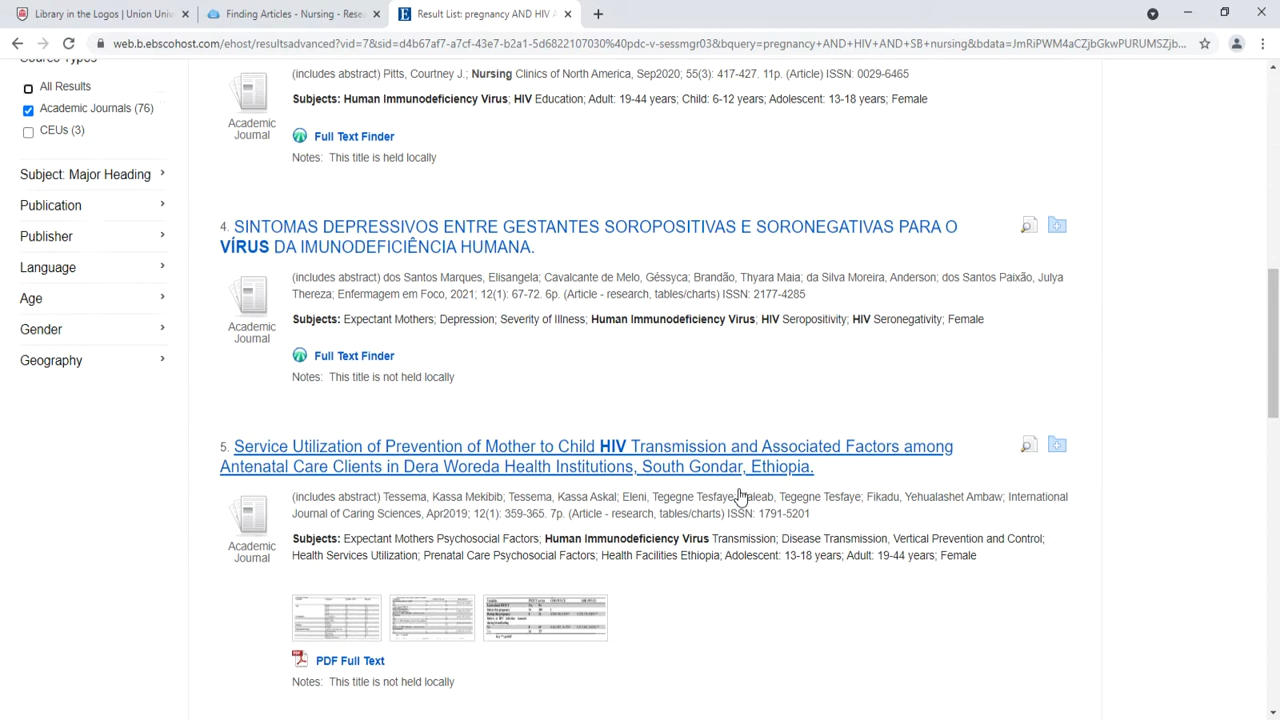 Library in the Logos | Union Univ
Finding Articles - Nursing - Rese
Result List: pregnancy AND HIV A
web.b.ebscohost.com/ehost/resultsadvanced?vid=7&sid=d4b67af7-a7cf-43e7-b2a1-5d6822107030%40pdc-v-sessmgr03&bquery=pregnancy+AND+HIV+AND+SB+nursing&bdata=JmRiPWM4aCZjbGkwPURUMSZjb...
Source Types
All Results
Academic Journals (76)
CEUs (3)
Subject: Major Heading
Publication
Publisher
Language
Age
Gender
Geography
(includes abstract) Pitts, Courtney J.; Nursing Clinics of North America, Sep2020; 55(3): 417-427. 11p. (Article) ISSN: 0029-6465
Subjects: Human Immunodeficiency Virus; HIV Education; Adult: 19-44 years; Child: 6-12 years; Adolescent: 13-18 years; Female
Academic
Journal
Full Text Finder
Notes: This title is held locally
4. SINTOMAS DEPRESSIVOS ENTRE GESTANTES SOROPOSITIVAS E SORONEGATIVAS PARA O
VÍRUS DA IMUNODEFICIÊNCIA HUMANA.
(includes abstract) dos Santos Marques, Elisangela; Cavalcante de Melo, Géssyca; Brandão, Thyara Maia; da Silva Moreira, Anderson; dos Santos Paixão, Julya
Thereza; Enfermagem em Foco, 2021; 12(1): 67-72. 6p. (Article - research, tables/charts) ISSN: 2177-4285
Subjects: Expectant Mothers; Depression; Severity of Illness; Human Immunodeficiency Virus; HIV Seropositivity; HIV Seronegativity; Female
Academic
Journal
Full Text Finder
Notes: This title is not held locally
5. Service Utilization of Prevention of Mother to Child HIV Transmission and Associated Factors among
Antenatal Care Clients in Dera Woreda Health Institutions, South Gondar, Ethiopia.
(includes abstract) Tessema, Kassa Mekibib; Tessema, Kassa Askal; Eleni, Tegegne Tesfaye; Tegegne Tesfaye; Fikadu, Yehualashet Ambaw; International
Journal of Caring Sciences, Apr2019; 12(1): 359-365. 7p. (Article - research, tables/charts) ISSN: 1791-5201
Subjects: Expectant Mothers Psychosocial Factors; Human Immunodeficiency Virus Transmission; Disease Transmission, Vertical Prevention and Control;
Health Services Utilization; Prenatal Care Psychosocial Factors; Health Facilities Ethiopia; Adolescent: 13-18 years; Adult: 19-44 years; Female
Academic
Journal
PDF Full Text
Notes: This title is not held locally